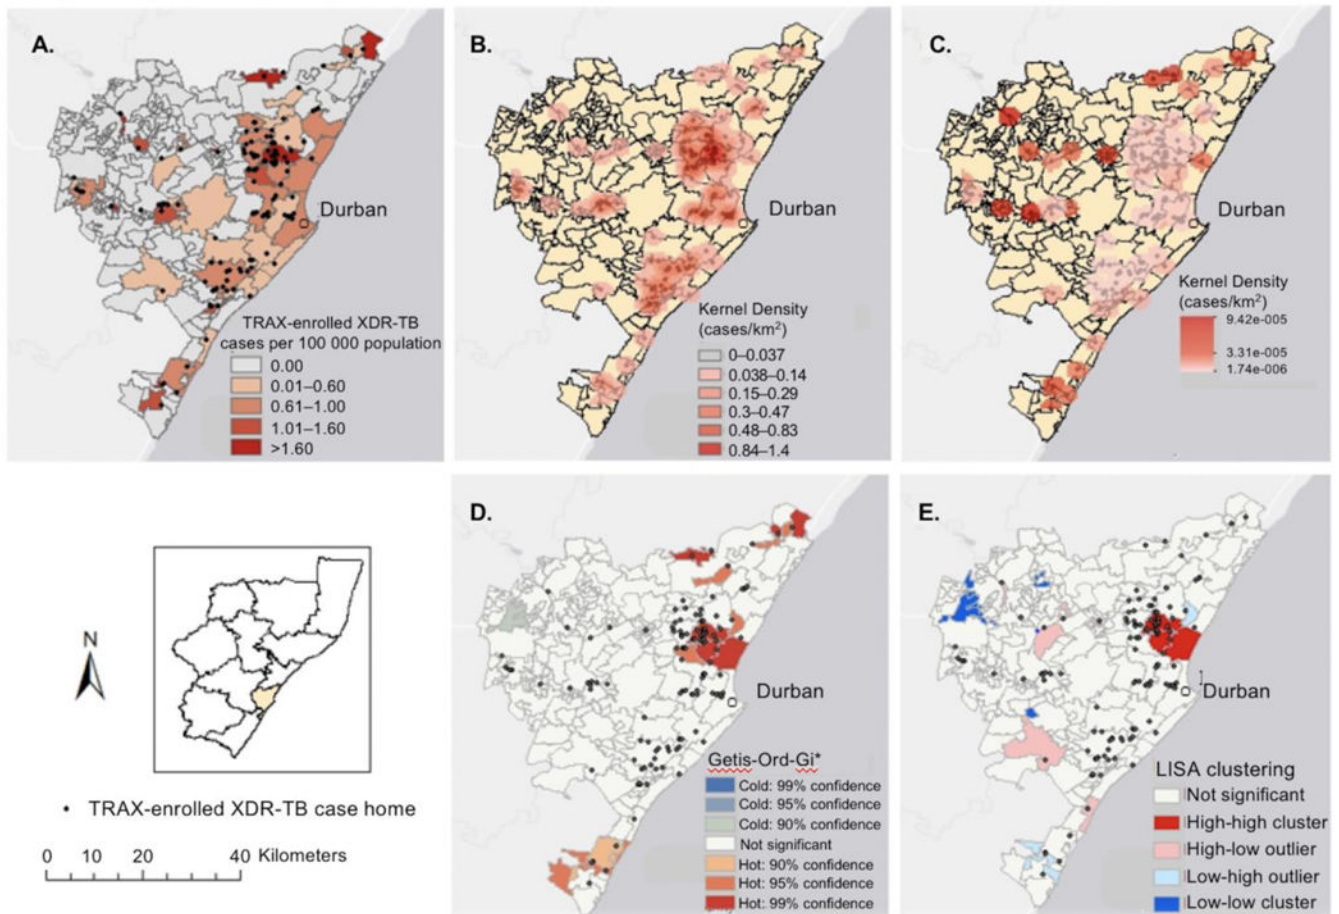 A.
Durban
TRAX-enrolled XDR-TB
cases per 100 000 population
0.00
0.01–0.60
0.61–1.00
1.01–1.60
>1.60
B.
Durban
Kernel Density
(cases/km²)
0–0.037
0.038–0.14
0.15–0.29
0.3–0.47
0.48–0.83
0.84–1.4
C.
Durban
Kernel Density
(cases/km²)
9.42e-005
3.31e-005
1.74e-006
N
• TRAX-enrolled XDR-TB case home
0 10 20 40 Kilometers
D.
Durban
Getis-Ord-Gi*
Cold: 99% confidence
Cold: 95% confidence
Cold: 90% confidence
Not significant
Hot: 90% confidence
Hot: 95% confidence
Hot: 99% confidence
E.
Durban
LISA clustering
Not significant
High-high cluster
High-low outlier
Low-high outlier
Low-low cluster